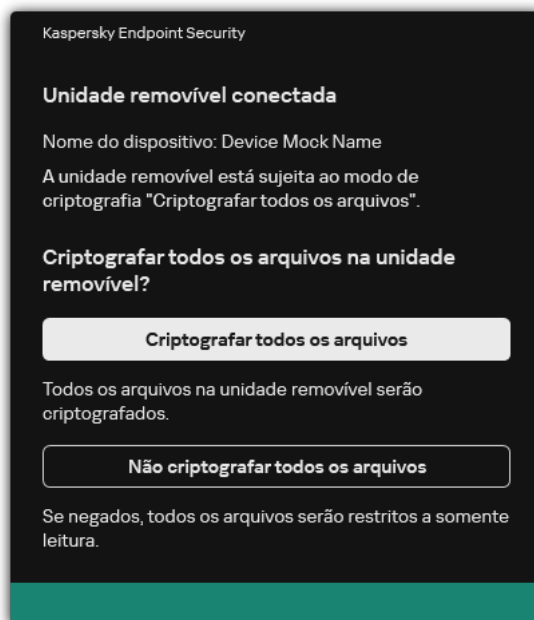 Kaspersky Endpoint Security
Unidade removível conectada
Nome do dispositivo: Device Mock Name
A unidade removível está sujeita ao modo de
criptografia "Criptografar todos os arquivos".
Criptografar todos os arquivos na unidade
removível?
Criptografar todos os arquivos
Todos os arquivos na unidade removível serão
criptografados.
Não criptografar todos os arquivos
Se negados, todos os arquivos serão restritos a somente
leitura.